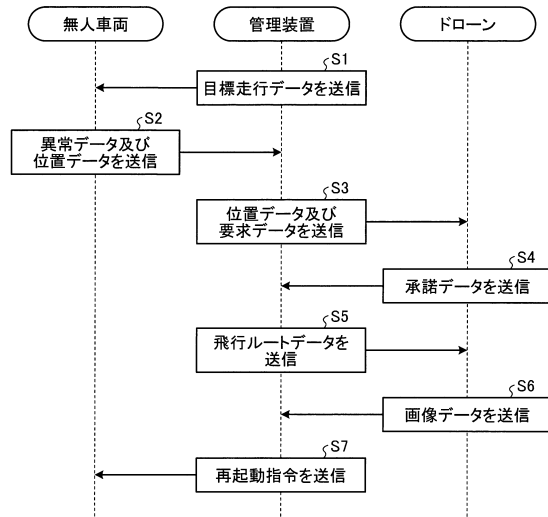 無人車両
管理装置
ドローン
S1
目標走行データを送信
S2
異常データ及び
位置データを送信
S3
位置データ及び
要求データを送信
S4
承諾データを送信
S5
飛行ルートデータを
送信
S6
画像データを送信
S7
再起動指令を送信